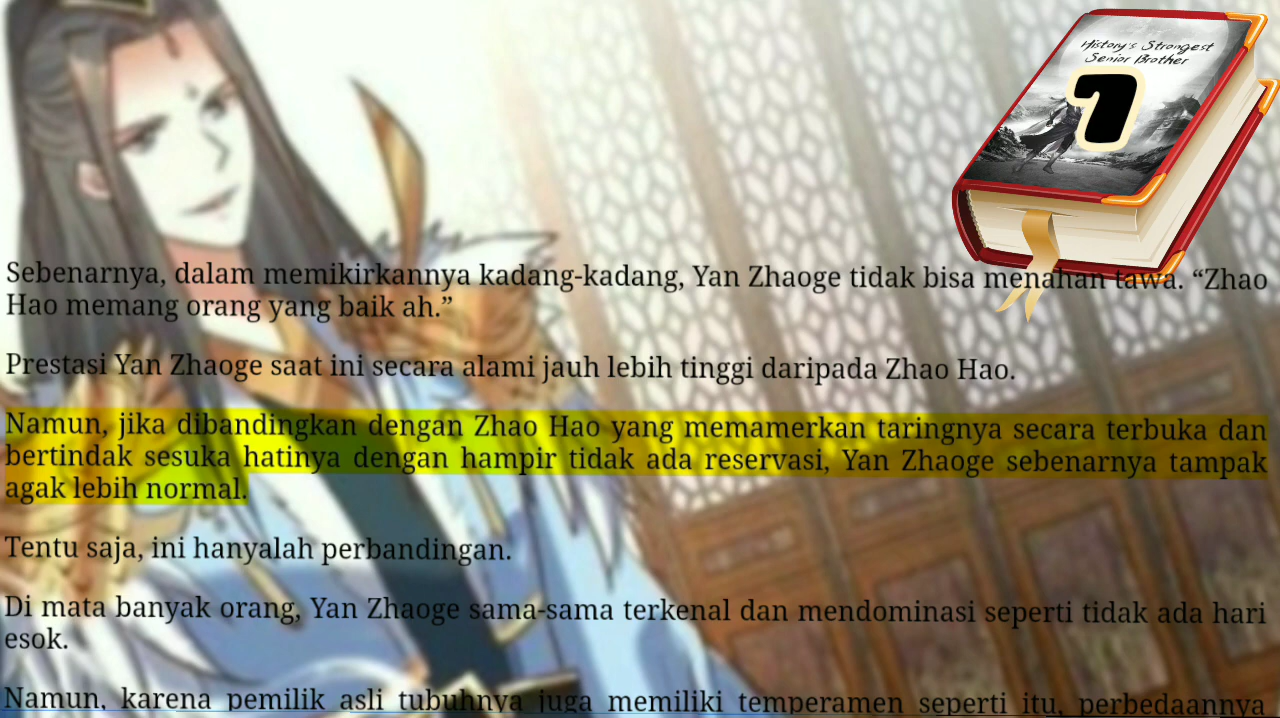 History's Strongest
Senior Brother
7
Sebenarnya, dalam memikirkannya kadang-kadang, Yan Zhaoge tidak bisa menahan tawa. “Zhao
Hao memang orang yang baik ah.”
Prestasi Yan Zhaoge saat ini secara alami jauh lebih tinggi daripada Zhao Hao.
Namun, jika dibandingkan dengan Zhao Hao yang memamerkan taringnya secara terbuka dan
bertindak sesuka hatinya dengan hampir tidak ada reservasi, Yan Zhaoge sebenarnya tampak
agak lebih normal.
Tentu saja, ini hanyalah perbandingan.
Di mata banyak orang, Yan Zhaoge sama-sama terkenal dan mendominasi seperti tidak ada hari
esok.
Namun, karena pemilik asli tubuhnya juga memiliki temperamen seperti itu, perbedaannya